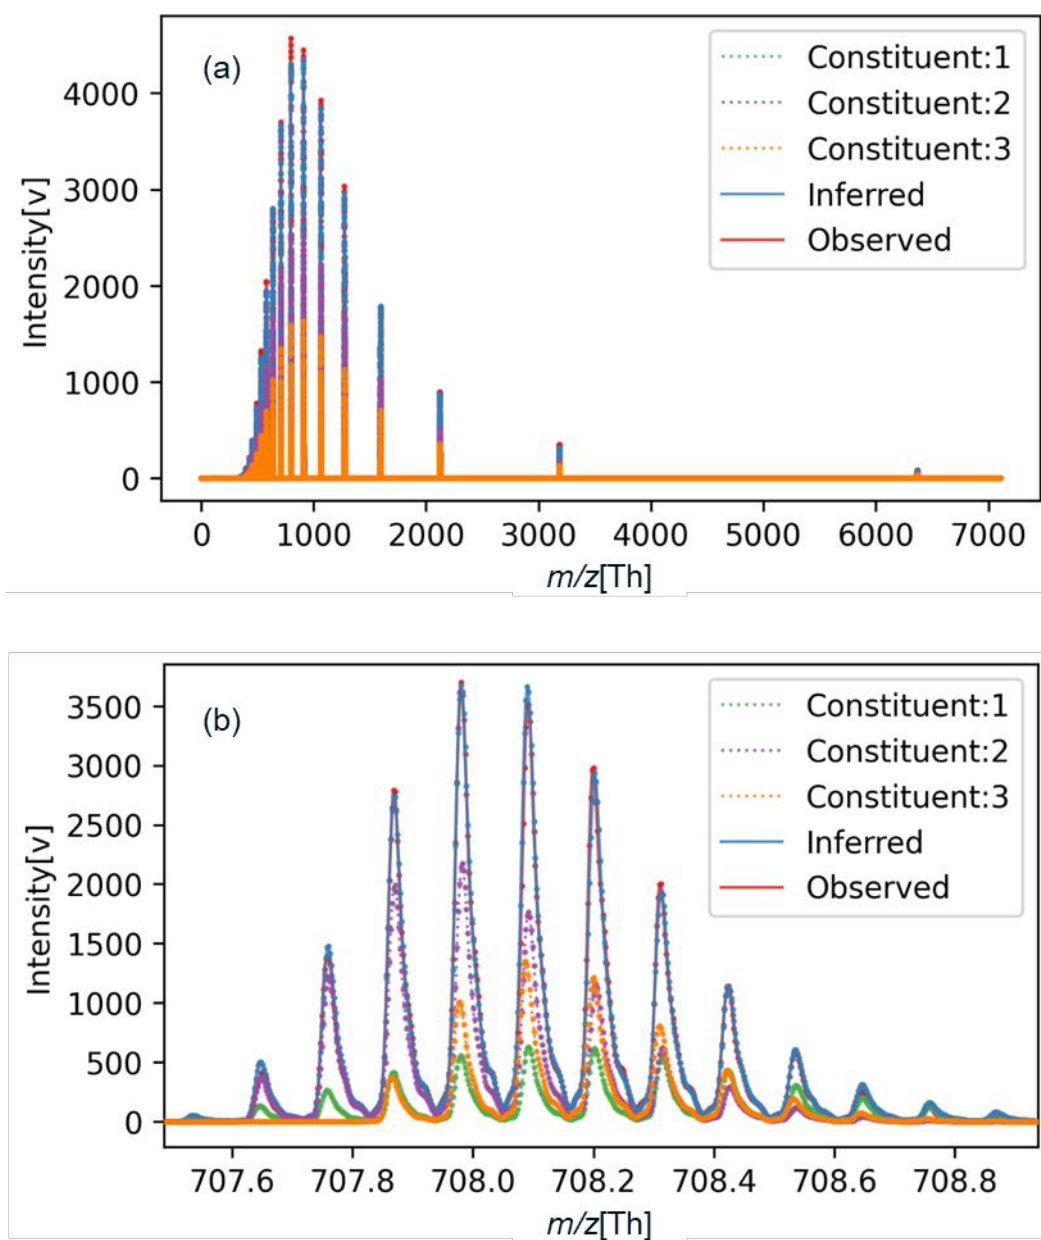 (a)
Constituent:1
Constituent:2
Constituent:3
Inferred
Observed
Intensity[v]
4000
3000
2000
1000
0
0 1000 2000 3000 4000 5000 6000 7000
m/z[Th]
(b)
Constituent:1
Constituent:2
Constituent:3
Inferred
Observed
Intensity[v]
3500
3000
2500
2000
1500
1000
500
0
707.6 707.8 708.0 708.2 708.4 708.6 708.8
m/z[Th]